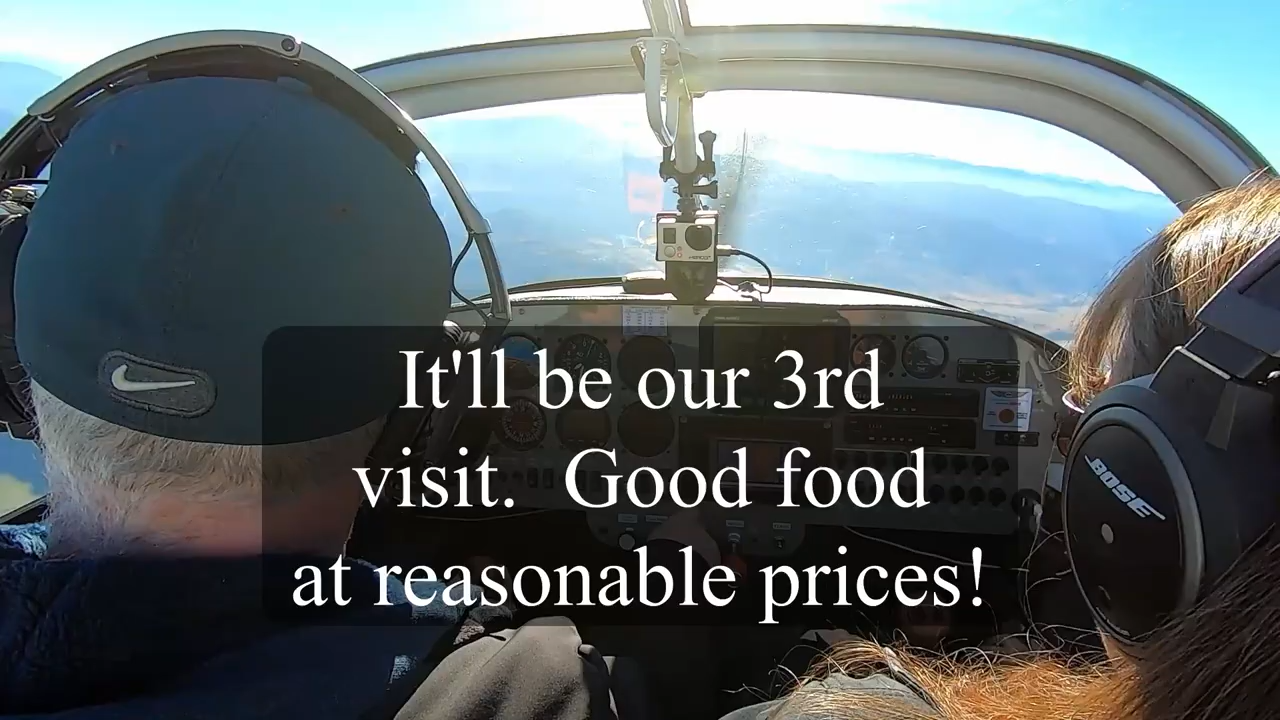 It'll be our 3rd
visit.  Good food
at reasonable prices!
BOSE